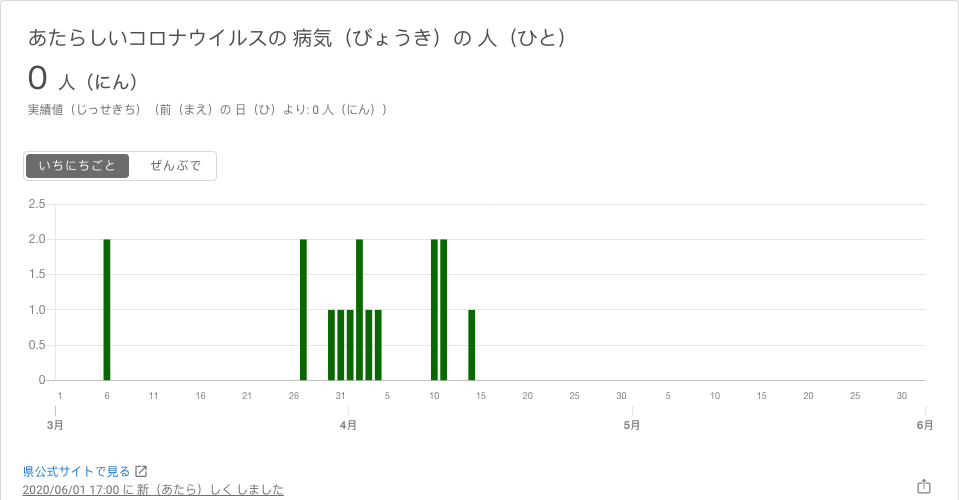 あたらしいコロナウイルスの 病気（びょうき）の 人（ひと）
0 人（にん）
実績値（じっせきち）（前（まえ）の 日（ひ）より: 0 人（にん））
いちにちごと ぜんぶで
2.5
2.0
1.5
1.0
0.5
0
1 6 11 16 21 26 31 5 10 15 20 25 30 5 10 15 20 25 30
3月 4月 5月 6月
県公式サイトで見る
2020/06/01 17:00 に 新（あたら）しく しました